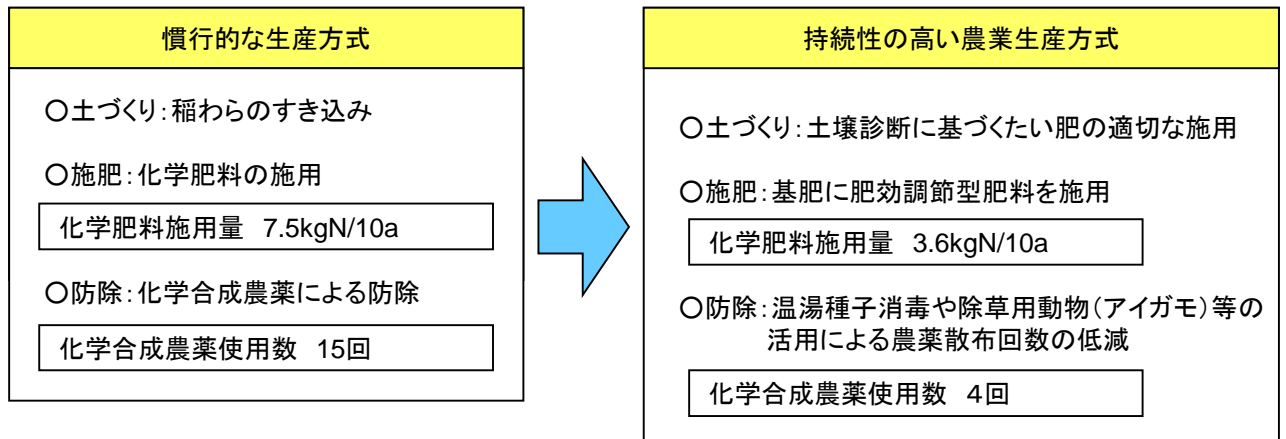 慣行的な生産方式
○土づくり：稲わらのすき込み
○施肥：化学肥料の施用
化学肥料施用量 7.5kgN/10a
○防除：化学合成農薬による防除
化学合成農薬使用数 15回
持続性の高い農業生産方式
○土づくり：土壌診断に基づくたい肥の適切な施用
○施肥：基肥に肥効調節型肥料を施用
化学肥料施用量 3.6kgN/10a
○防除：温湯種子消毒や除草用動物（アイガモ）等の
活用による農薬散布回数の低減
化学合成農薬使用数 ４回